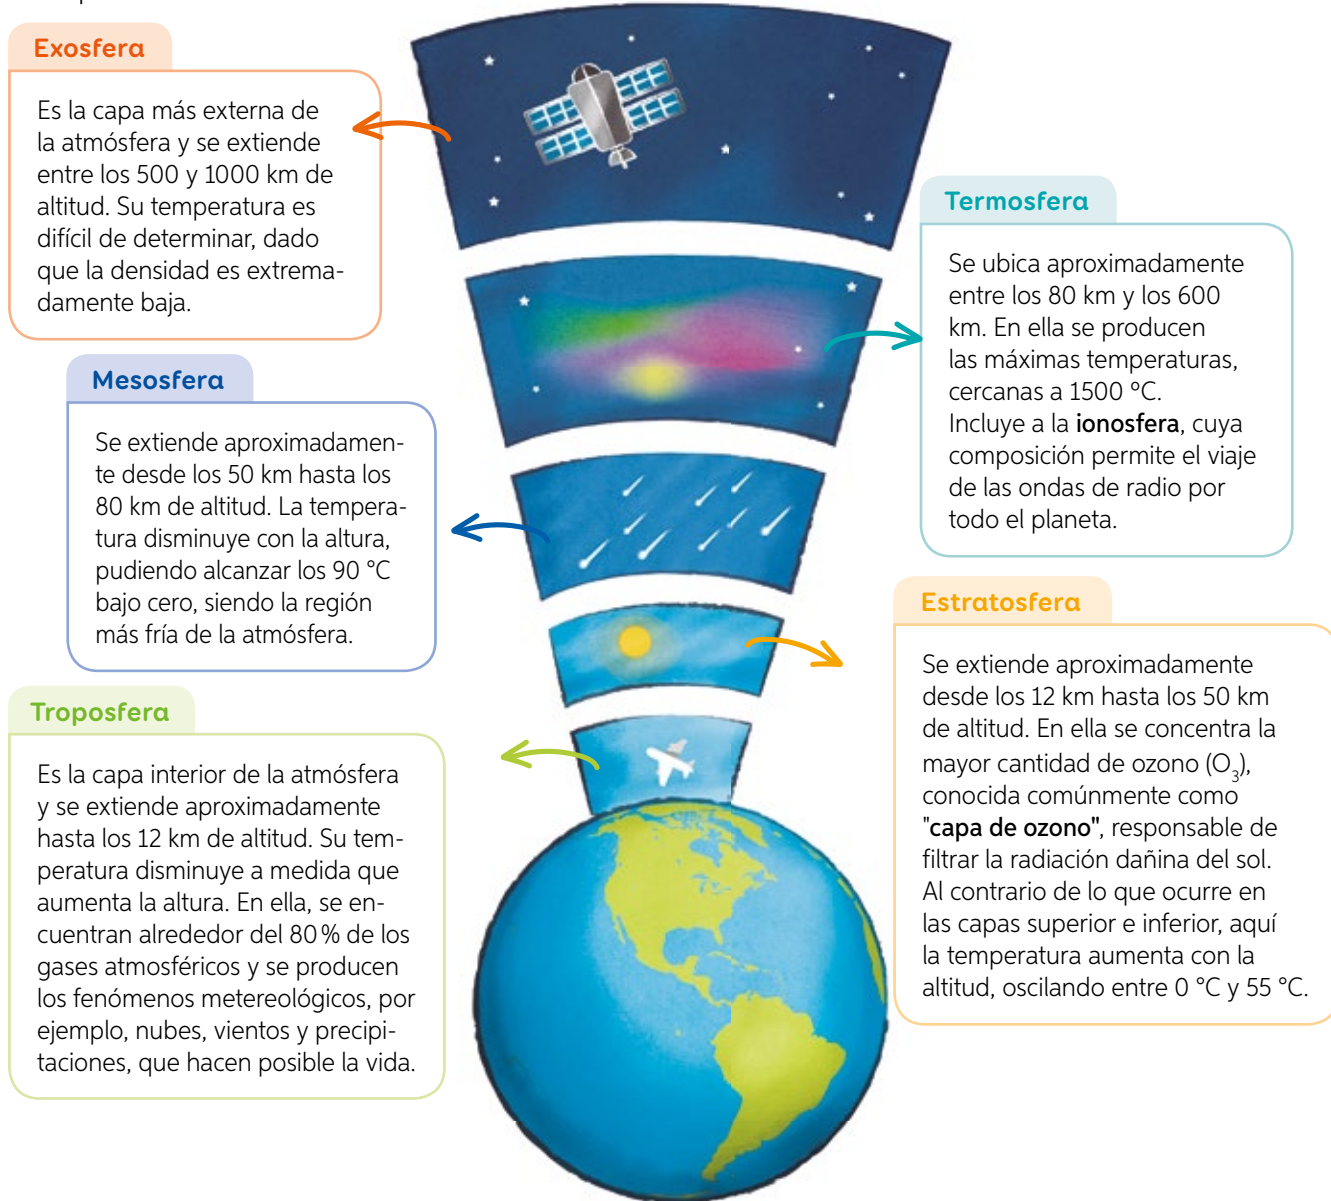 Exosfera
Es la capa más externa de
la atmósfera y se extiende
entre los 500 y 1000 km de
altitud. Su temperatura es
difícil de determinar, dado
que la densidad es extrema-
damente baja.
Termosfera
Se ubica aproximadamente
entre los 80 km y los 600
km. En ella se producen
las máximas temperaturas,
cercanas a 1500 °C.
Incluye a la ionosfera, cuya
composición permite el viaje
de las ondas de radio por
todo el planeta.
Mesosfera
Se extiende aproximadamen-
te desde los 50 km hasta los
80 km de altitud. La tempera-
tura disminuye con la altura,
pudiendo alcanzar los 90 °C
bajo cero, siendo la región
más fría de la atmósfera.
Estratosfera
Se extiende aproximadamente
desde los 12 km hasta los 50 km
de altitud. En ella se concentra la
mayor cantidad de ozono (O₃),
conocida comúnmente como
"capa de ozono", responsable de
filtrar la radiación dañina del sol.
Al contrario de lo que ocurre en
las capas superior e inferior, aquí
la temperatura aumenta con la
altitud, oscilando entre 0 °C y 55 °C.
Troposfera
Es la capa interior de la atmósfera
y se extiende aproximadamente
hasta los 12 km de altitud. Su tem-
peratura disminuye a medida que
aumenta la altura. En ella, se en-
cuentran alrededor del 80 % de los
gases atmosféricos y se producen
los fenómenos metereológicos, por
ejemplo, nubes, vientos y precipi-
taciones, que hacen posible la vida.